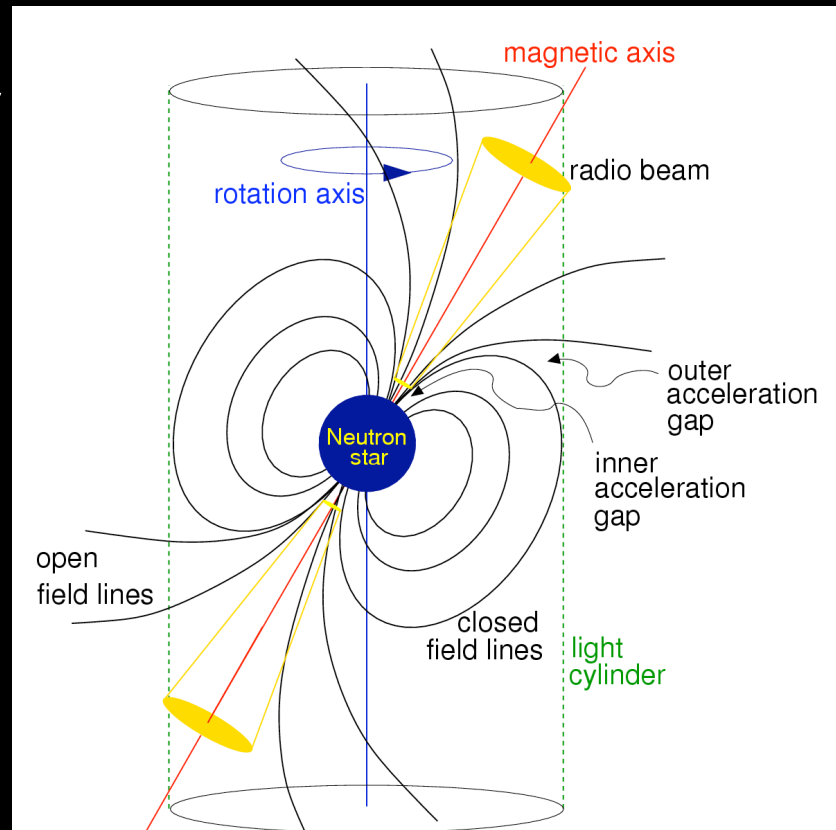 magnetic axis
radio beam
rotation axis
outer
acceleration
gap
Neutron
star
inner
acceleration
gap
open
field lines
closed
field lines
light
cylinder